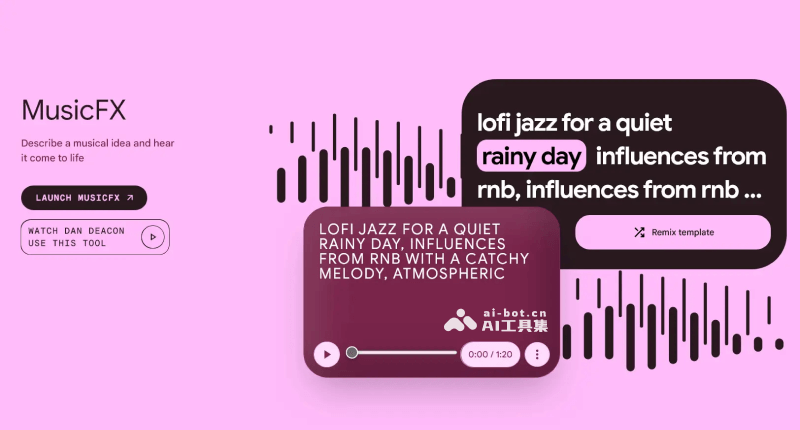 MusicFX
Describe a musical idea and hear
it come to life
LAUNCH MUSICFX
WATCH DAN DEACON
USE THIS TOOL
lofi jazz for a quiet
rainy day influences from
rnb, influences from rnb ...
Remix template
LOFI JAZZ FOR A QUIET
RAINY DAY, INFLUENCES
FROM RNB WITH A CATCHY
MELODY, ATMOSPHERIC
ai-bot.cn
AI工具集
0:00 / 1:20